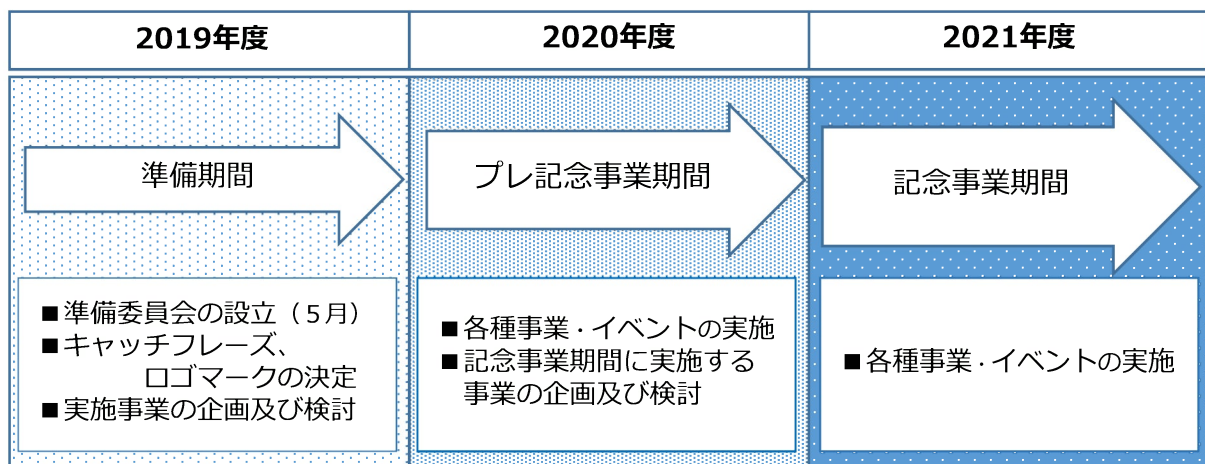 2019年度
2020年度
2021年度
準備期間
プレ記念事業期間
記念事業期間
■準備委員会の設立（５月）
■キャッチフレーズ、
ロゴマークの決定
■実施事業の企画及び検討
■各種事業・イベントの実施
■記念事業期間に実施する
事業の企画及び検討
■各種事業・イベントの実施